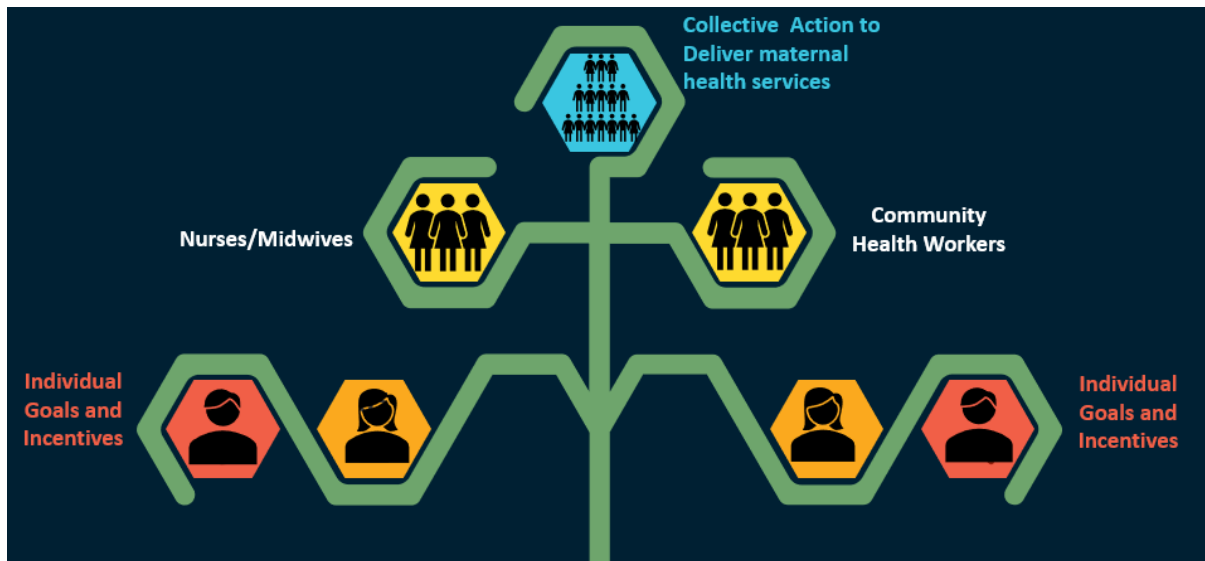 Collective Action to
Deliver maternal
health services
Nurses/Midwives
Community
Health Workers
Individual
Goals and
Incentives
Individual
Goals and
Incentives